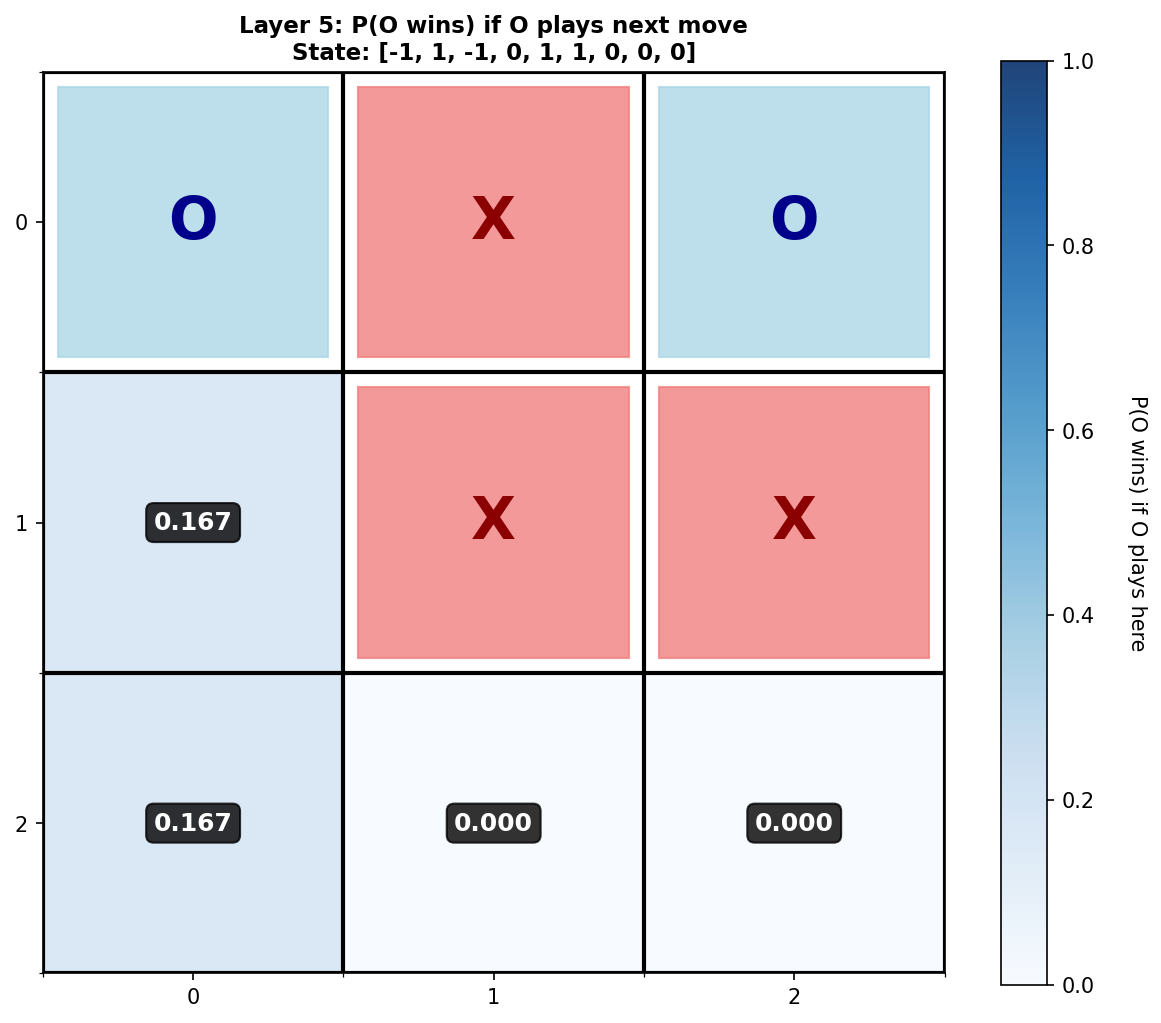 Layer 5: P(O wins) if O plays next move
State: [-1, 1, -1, 0, 1, 1, 0, 0, 0]
O
X
O
0.167
X
X
0.167
0.000
0.000
0
1
2
0
1
2
1.0
0.8
0.6
0.4
0.2
0.0
P(O wins) if O plays here